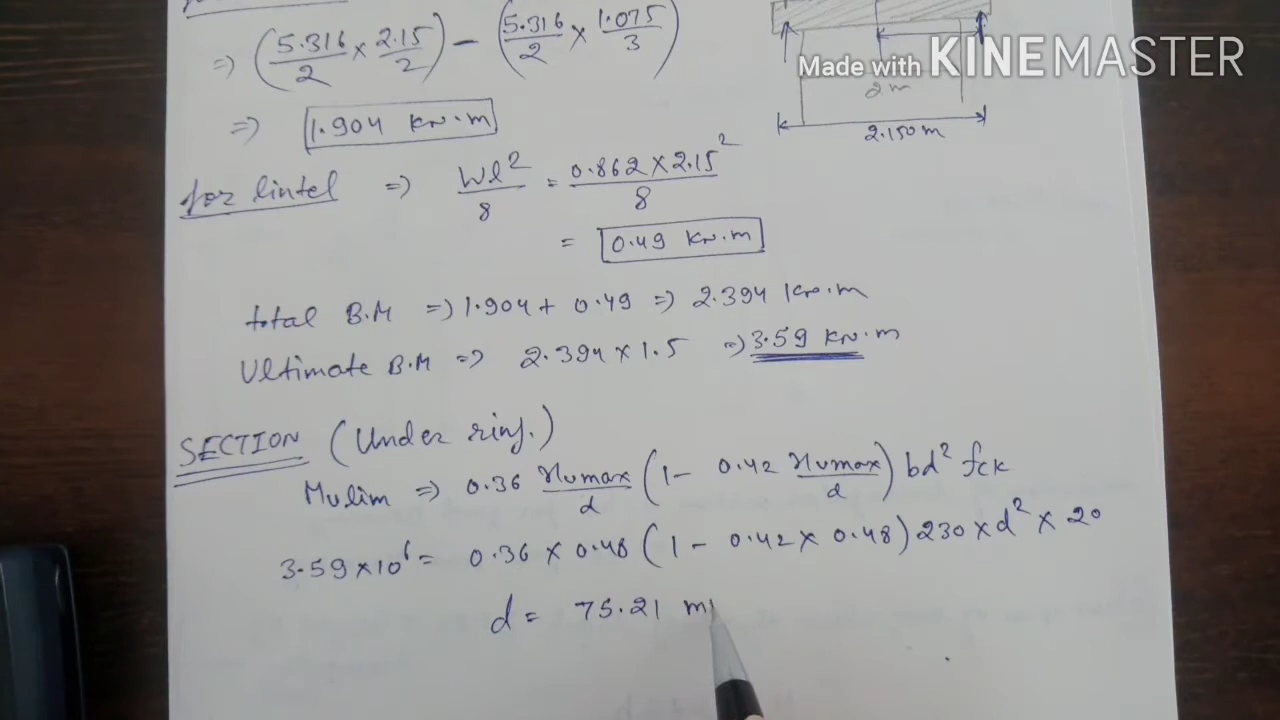 => (5.316/2 × 2.15/2) - (5.316/2 × 1.075/3)
=> 1.904 KN.m
Made with KINEMASTER
2m
2.150m
for lintel => Wl²/8 = 0.862 × 2.15²/8
= 0.49 KN.m
total B.M => 1.904 + 0.49 => 2.394 KN.m
Ultimate B.M => 2.394 × 1.5 => 3.59 KN.m
SECTION (Under rinf.)
Mulim => 0.36 xumax/d (1 - 0.42 xumax/d) bd² fck
3.59 × 10⁶ = 0.36 × 0.48 (1 - 0.42 × 0.48) 230 × d² × 20
d = 75.21 m